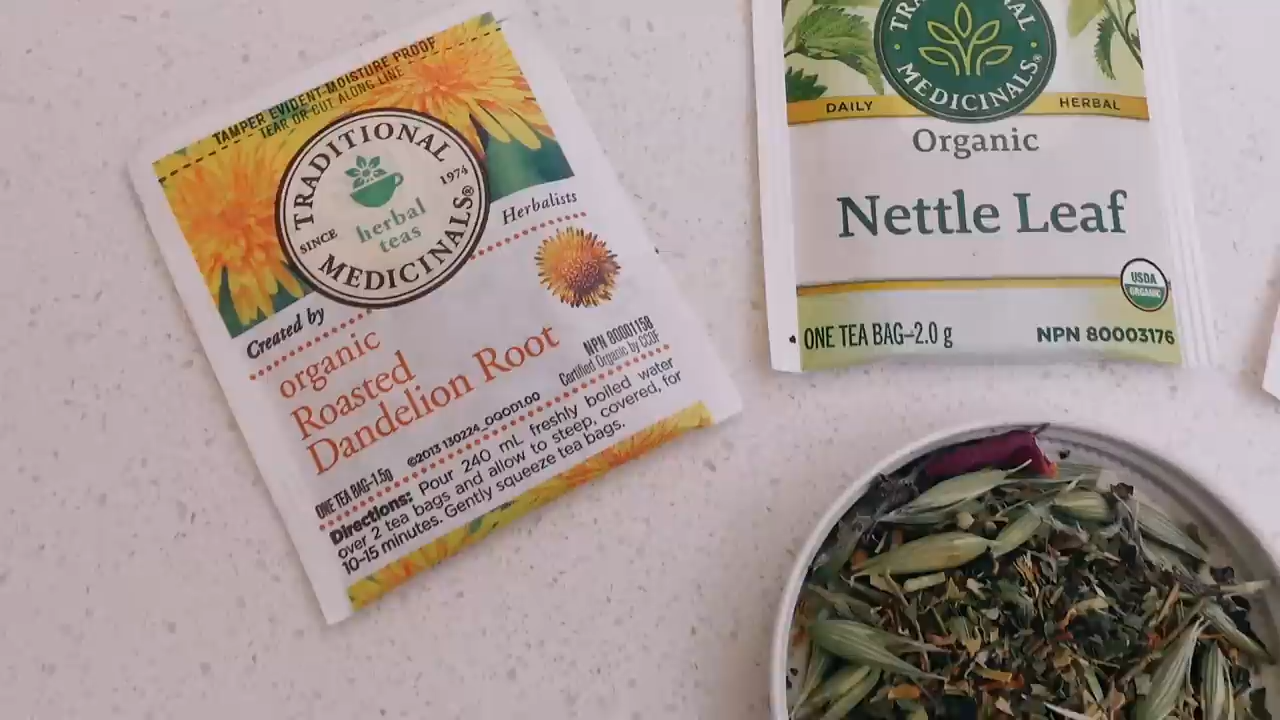 TAMPER EVIDENT-MOISTURE PROOF
TEAR OR CUT ALONG LINE
TRADITIONAL
MEDICINALS®
SINCE 1974
herbal
teas
Created by Herbalists
organic
Roasted
Dandelion Root
NPN 80001158
Certified Organic by CCOF
ONE TEA BAG-1.5g ©2013 130224_OQOD1.00
Directions: Pour 240 mL freshly boiled water
over 2 tea bags and allow to steep, covered, for
10-15 minutes. Gently squeeze tea bags.
MEDICINALS®
DAILY HERBAL
Organic
Nettle Leaf
USDA
ORGANIC
ONE TEA BAG–2.0 g NPN 80003176